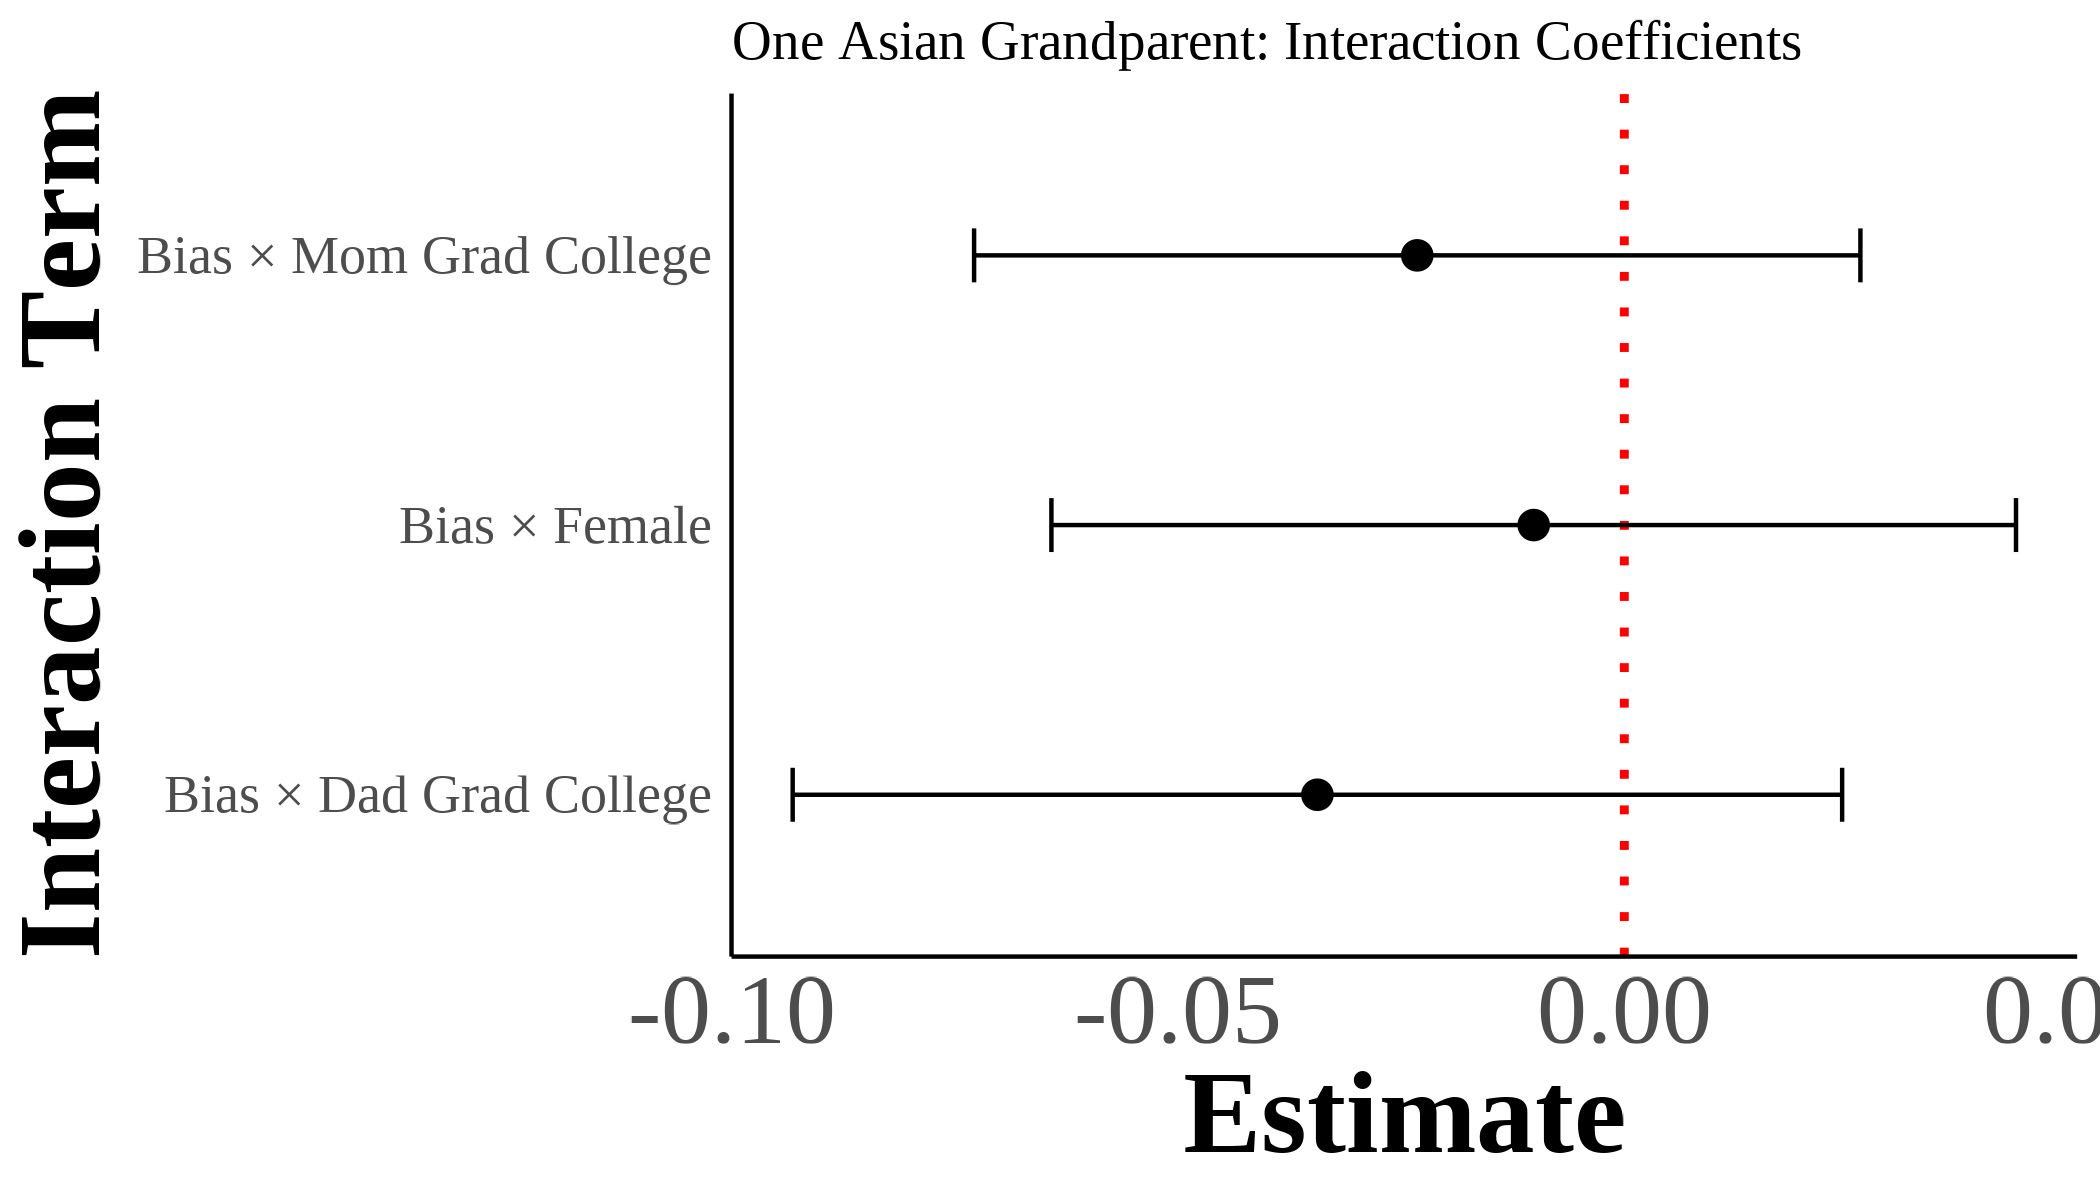 One Asian Grandparent: Interaction Coefficients
Interaction Term
Bias × Mom Grad College
Bias × Female
Bias × Dad Grad College
-0.10 -0.05 0.00 0.0
Estimate